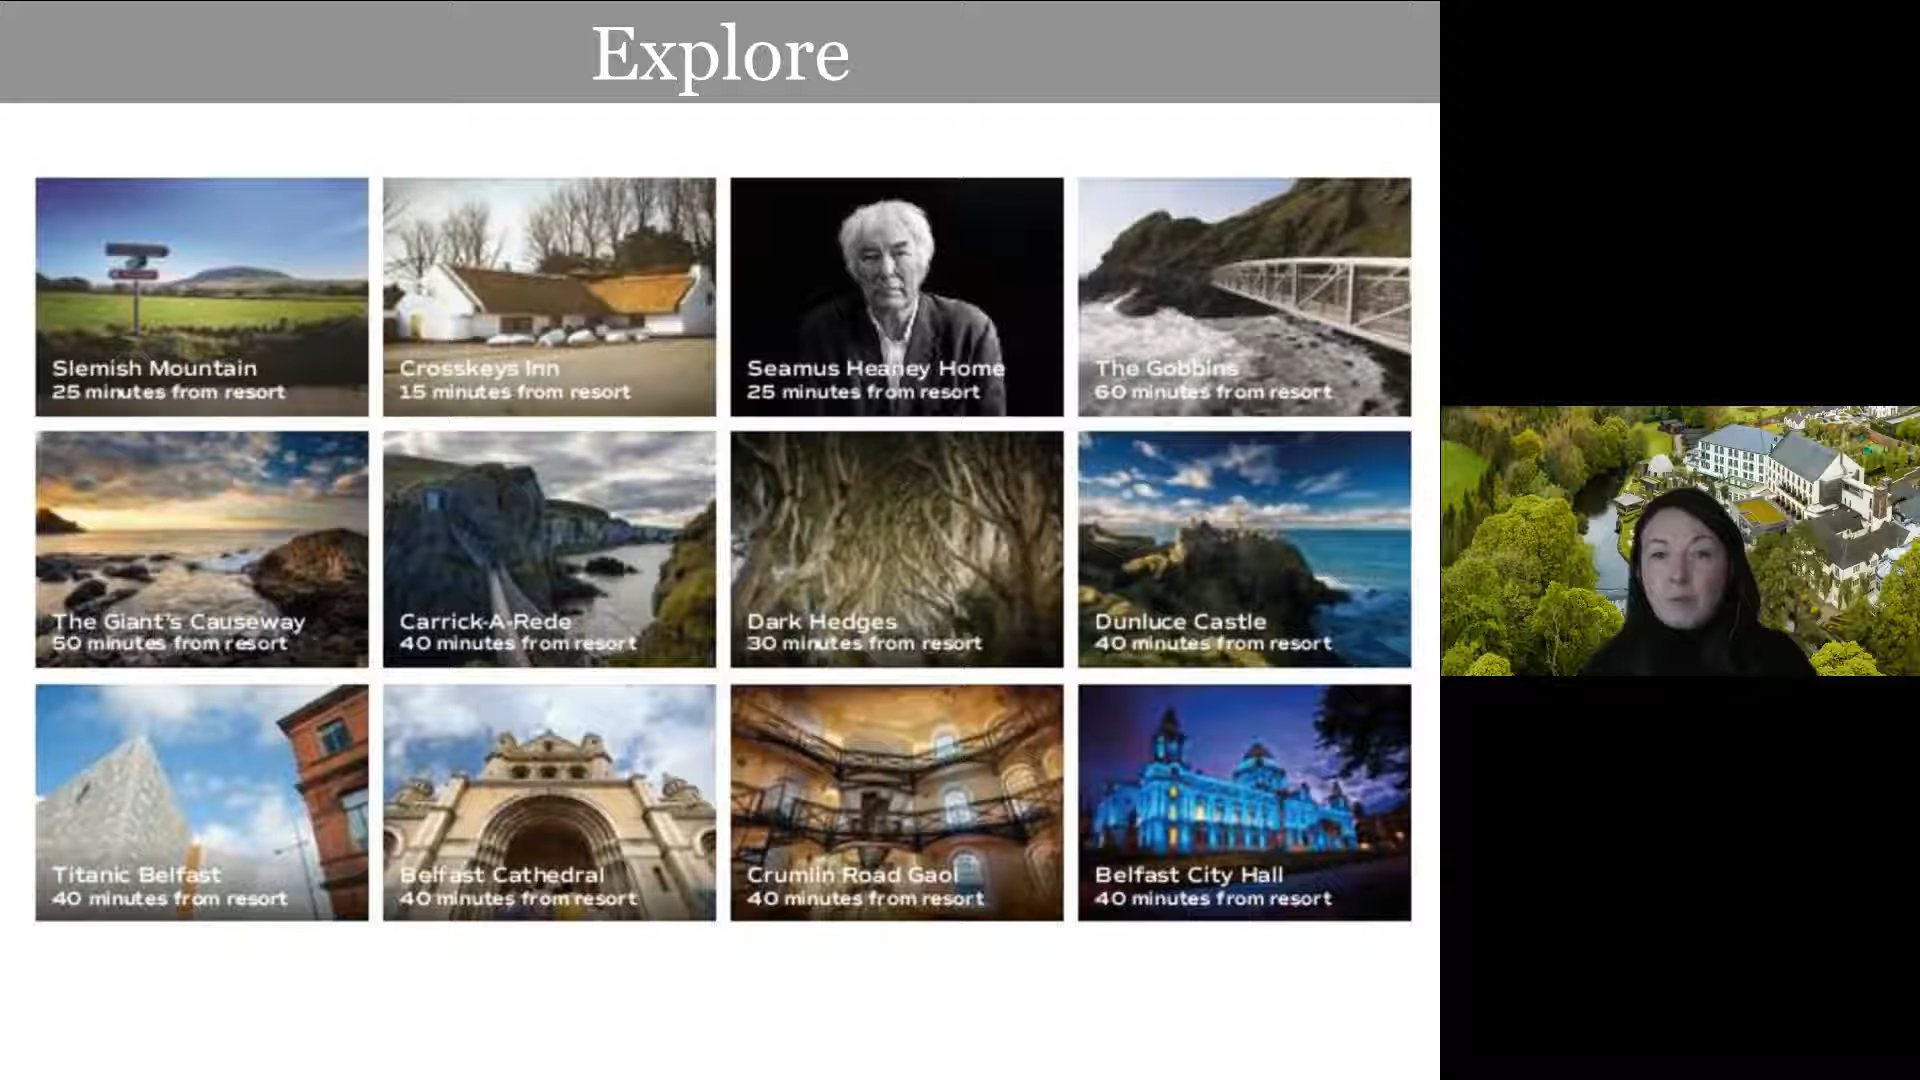 Explore
Slemish Mountain
25 minutes from resort
Crosskeys Inn
15 minutes from resort
Seamus Heaney Home
25 minutes from resort
The Gobbins
60 minutes from resort
The Giant's Causeway
50 minutes from resort
Carrick-A-Rede
40 minutes from resort
Dark Hedges
30 minutes from resort
Dunluce Castle
40 minutes from resort
Titanic Belfast
40 minutes from resort
Belfast Cathedral
40 minutes from resort
Crumlin Road Gaol
40 minutes from resort
Belfast City Hall
40 minutes from resort